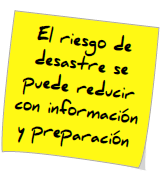 El riesgo de
desastre se
puede reducir
con información
y preparación